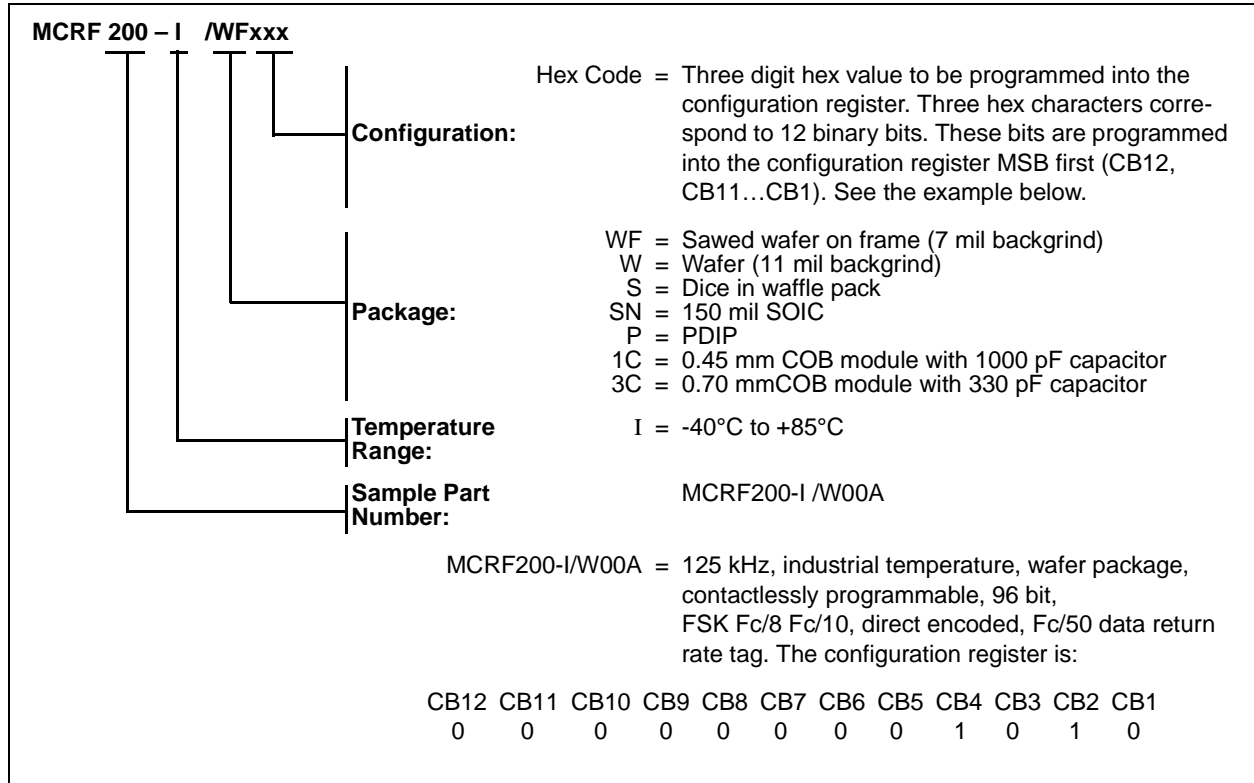 MCRF 200 – I /WFxxx
Configuration:
Hex Code = Three digit hex value to be programmed into the
configuration register. Three hex characters corre-
spond to 12 binary bits. These bits are programmed
into the configuration register MSB first (CB12,
CB11…CB1). See the example below.
Package:
WF = Sawed wafer on frame (7 mil backgrind)
W = Wafer (11 mil backgrind)
S = Dice in waffle pack
SN = 150 mil SOIC
P = PDIP
1C = 0.45 mm COB module with 1000 pF capacitor
3C = 0.70 mmCOB module with 330 pF capacitor
Temperature
Range:
I = -40°C to +85°C
Sample Part
Number:
MCRF200-I /W00A
MCRF200-I/W00A = 125 kHz, industrial temperature, wafer package,
contactlessly programmable, 96 bit,
FSK Fc/8 Fc/10, direct encoded, Fc/50 data return
rate tag. The configuration register is:
CB12 CB11 CB10 CB9 CB8 CB7 CB6 CB5 CB4 CB3 CB2 CB1
0 0 0 0 0 0 0 0 1 0 1 0